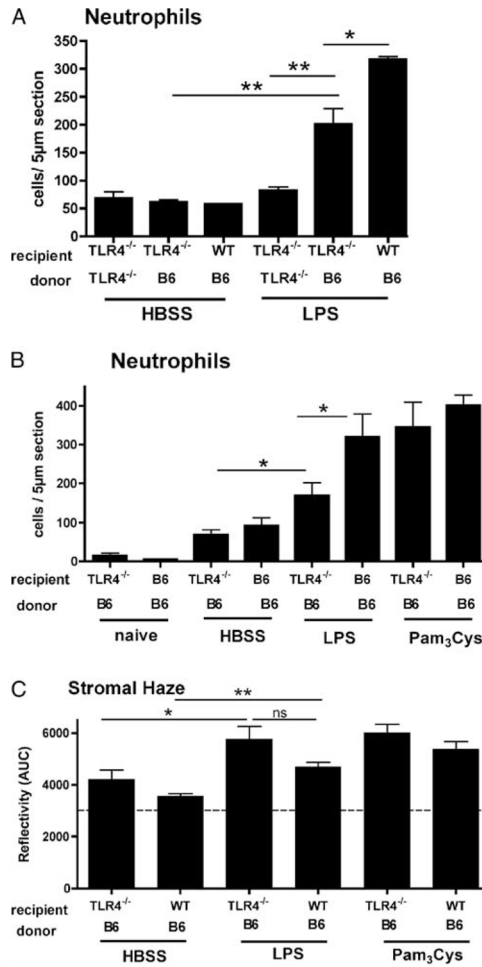 A Neutrophils
cells/ 5µm section
350
300
250
200
150
100
50
0
** ** *
recipient TLR4-/- TLR4-/- WT TLR4-/- TLR4-/- WT
donor TLR4-/- B6 B6 TLR4-/- B6 B6
HBSS LPS
B Neutrophils
cells / 5µm section
400
300
200
100
0
* *
recipient TLR4-/- B6 TLR4-/- B6 TLR4-/- B6 TLR4-/- B6
donor B6 B6 B6 B6 B6 B6 B6 B6
naive HBSS LPS Pam3Cys
C Stromal Haze
Reflectivity (AUC)
6000
4000
2000
0
** * ns
recipient TLR4-/- WT TLR4-/- WT TLR4-/- WT
donor B6 B6 B6 B6 B6 B6
HBSS LPS Pam3Cys